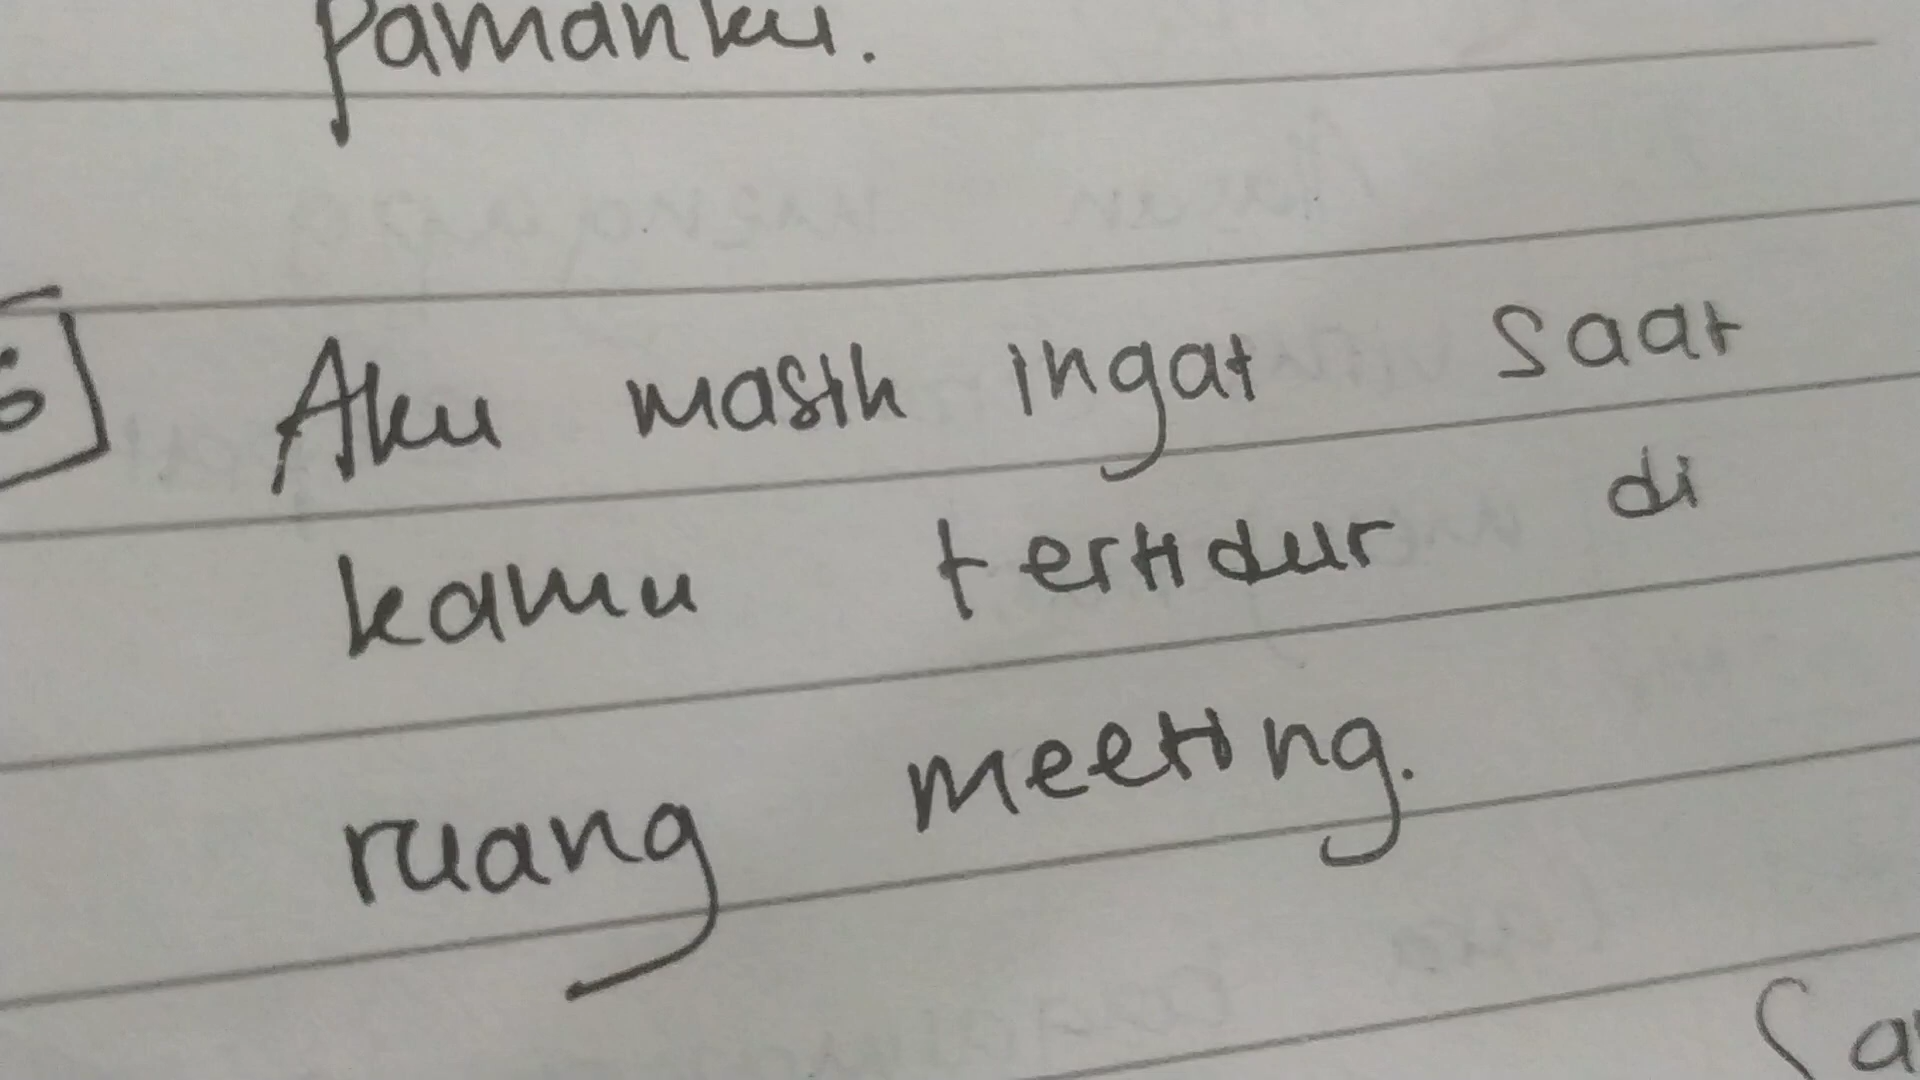 pamanku.
Aku masih ingat saat
kamu tertidur di
ruang meeting.